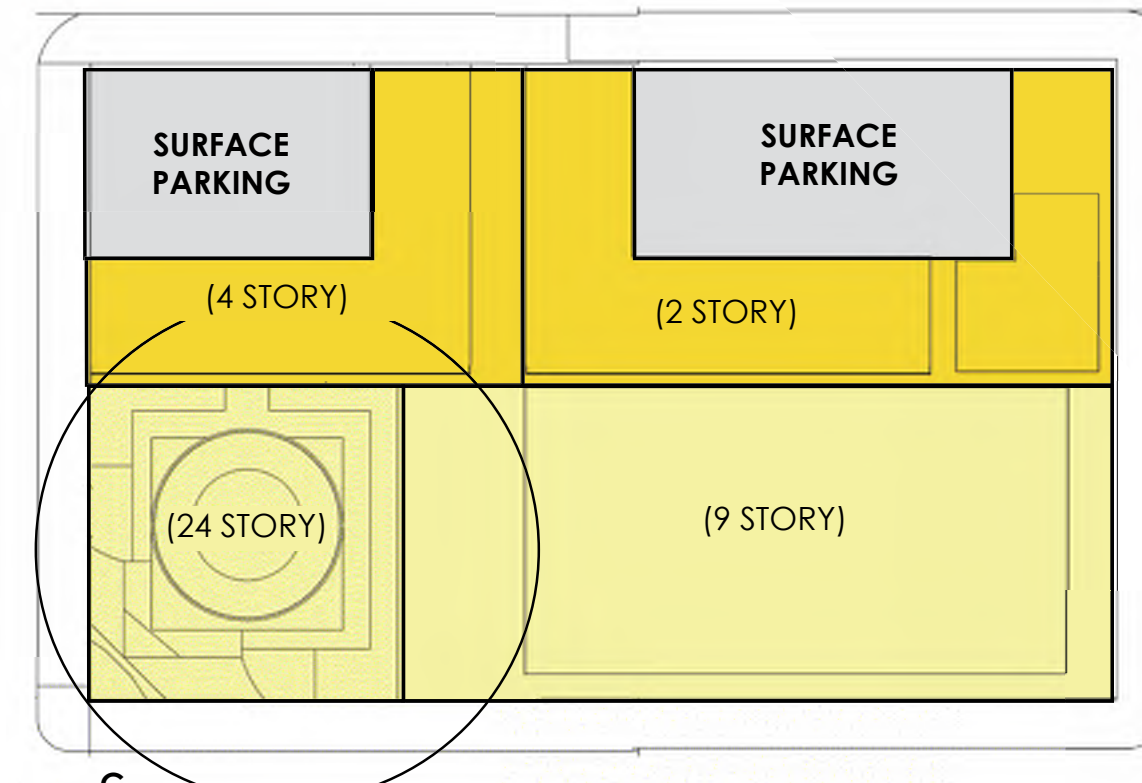 SURFACE
PARKING
SURFACE
PARKING
(4 STORY)
(2 STORY)
(24 STORY)
(9 STORY)